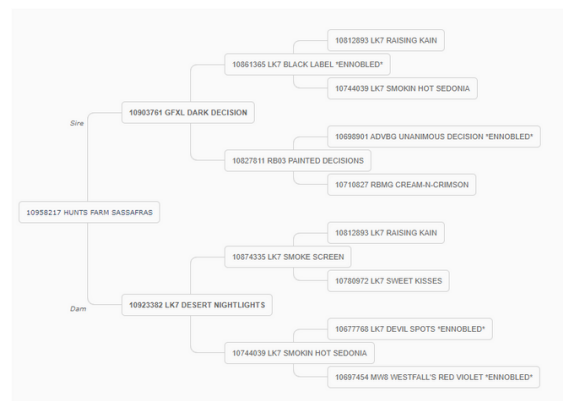 10812893 LK7 RAISING KAIN
10861365 LK7 BLACK LABEL *ENNOBLED*
10744039 LK7 SMOKIN HOT SEDONIA
10903761 GFXL DARK DECISION
Sire
10698901 ADVBG UNANIMOUS DECISION *ENNOBLED*
10827811 RB03 PAINTED DECISIONS
10710827 RBMG CREAM-N-CRIMSON
10958217 HUNTS FARM SASSAFRAS
10812893 LK7 RAISING KAIN
10874335 LK7 SMOKE SCREEN
10780972 LK7 SWEET KISSES
Dam
10923382 LK7 DESERT NIGHTLIGHTS
10677768 LK7 DEVIL SPOTS *ENNOBLED*
10744039 LK7 SMOKIN HOT SEDONIA
10697454 MW8 WESTFALL'S RED VIOLET *ENNOBLED*